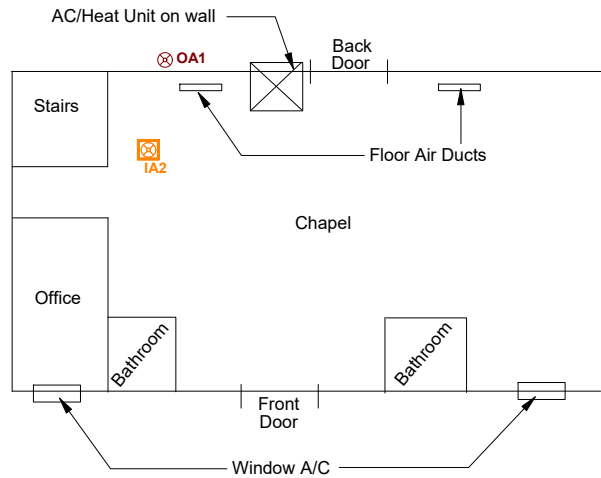 AC/Heat Unit on wall
OA1
Back
Door
Stairs
Floor Air Ducts
IA2
Chapel
Office
Bathroom
Bathroom
Front
Door
Window A/C